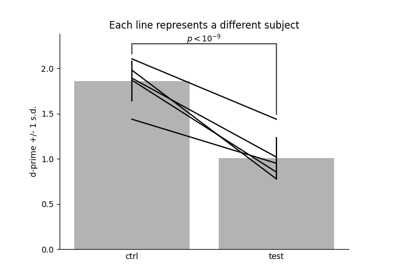 Each line represents a different subject
p < 10⁻⁹
2.0
1.5
1.0
0.5
0.0
d-prime +/- 1 s.d.
ctrl
test